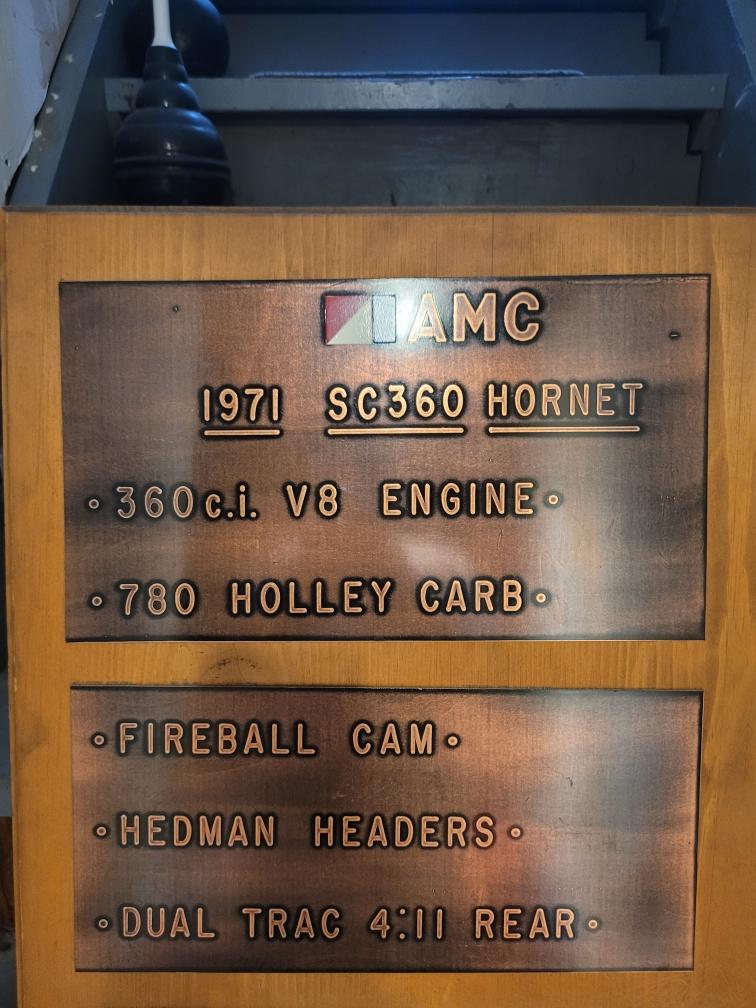 AMC
1971 SC360 HORNET
·360c.i. V8 ENGINE·
·780 HOLLEY CARB·
·FIREBALL CAM·
·HEDMAN HEADERS·
·DUAL TRAC 4:11 REAR·